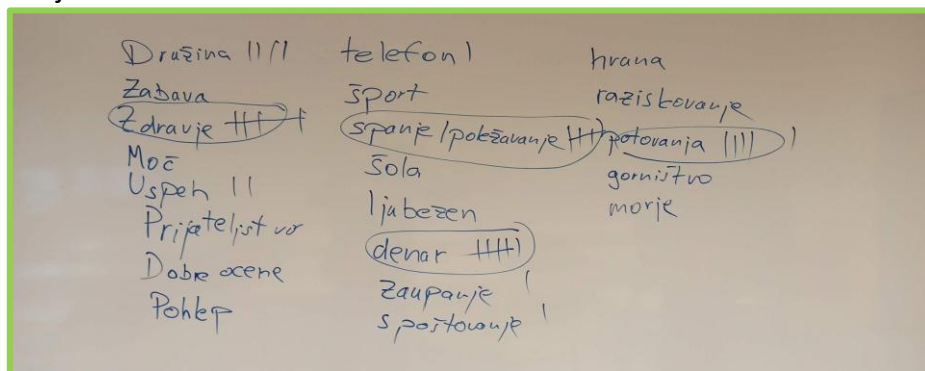 Družina ||||
Zabava
Zdravje |||| |
Moč
Uspeh ||
Prijateljstvo
Dobre ocene
Pohlep
telefon |
šport
spanje/poležavanje ||||
šola
ljubezen
denar ||||
zaupanje |
spoštovanje |
hrana
raziskovanje
potovanja |||| |
gorništvo
morje